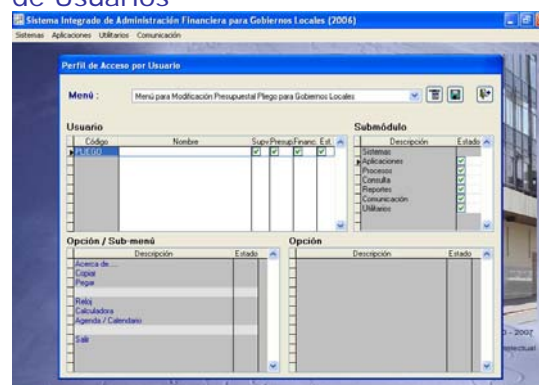 de Usuarios
Sistema Integrado de Administración Financiera para Gobiernos Locales (2006)
Sistemas Aplicaciones Utilitarios Comunicación
Perfil de Acceso por Usuario
Menú : Menú para Modificación Presupuestal Pliego para Gobiernos Locales
Usuario
Submódulo
Código Nombre Superv Presup Financ. Est.
Descripción Estado
PLIEGO
Sistemas
Aplicaciones
Procesos
Consulta
Reportes
Comunicación
Utilitarios
Opción / Sub-menú
Opción
Descripción Estado
Descripción Estado
Acerca de ....
Copiar
Pegar
Reloj
Calculadora
Agenda / Calendario
Salir
- 2007